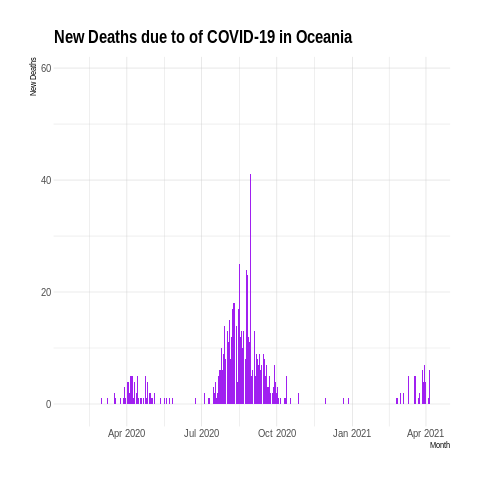 New Deaths due to of COVID-19 in Oceania
New Deaths
60
40
20
0
Apr 2020 Jul 2020 Oct 2020 Jan 2021 Apr 2021
Month